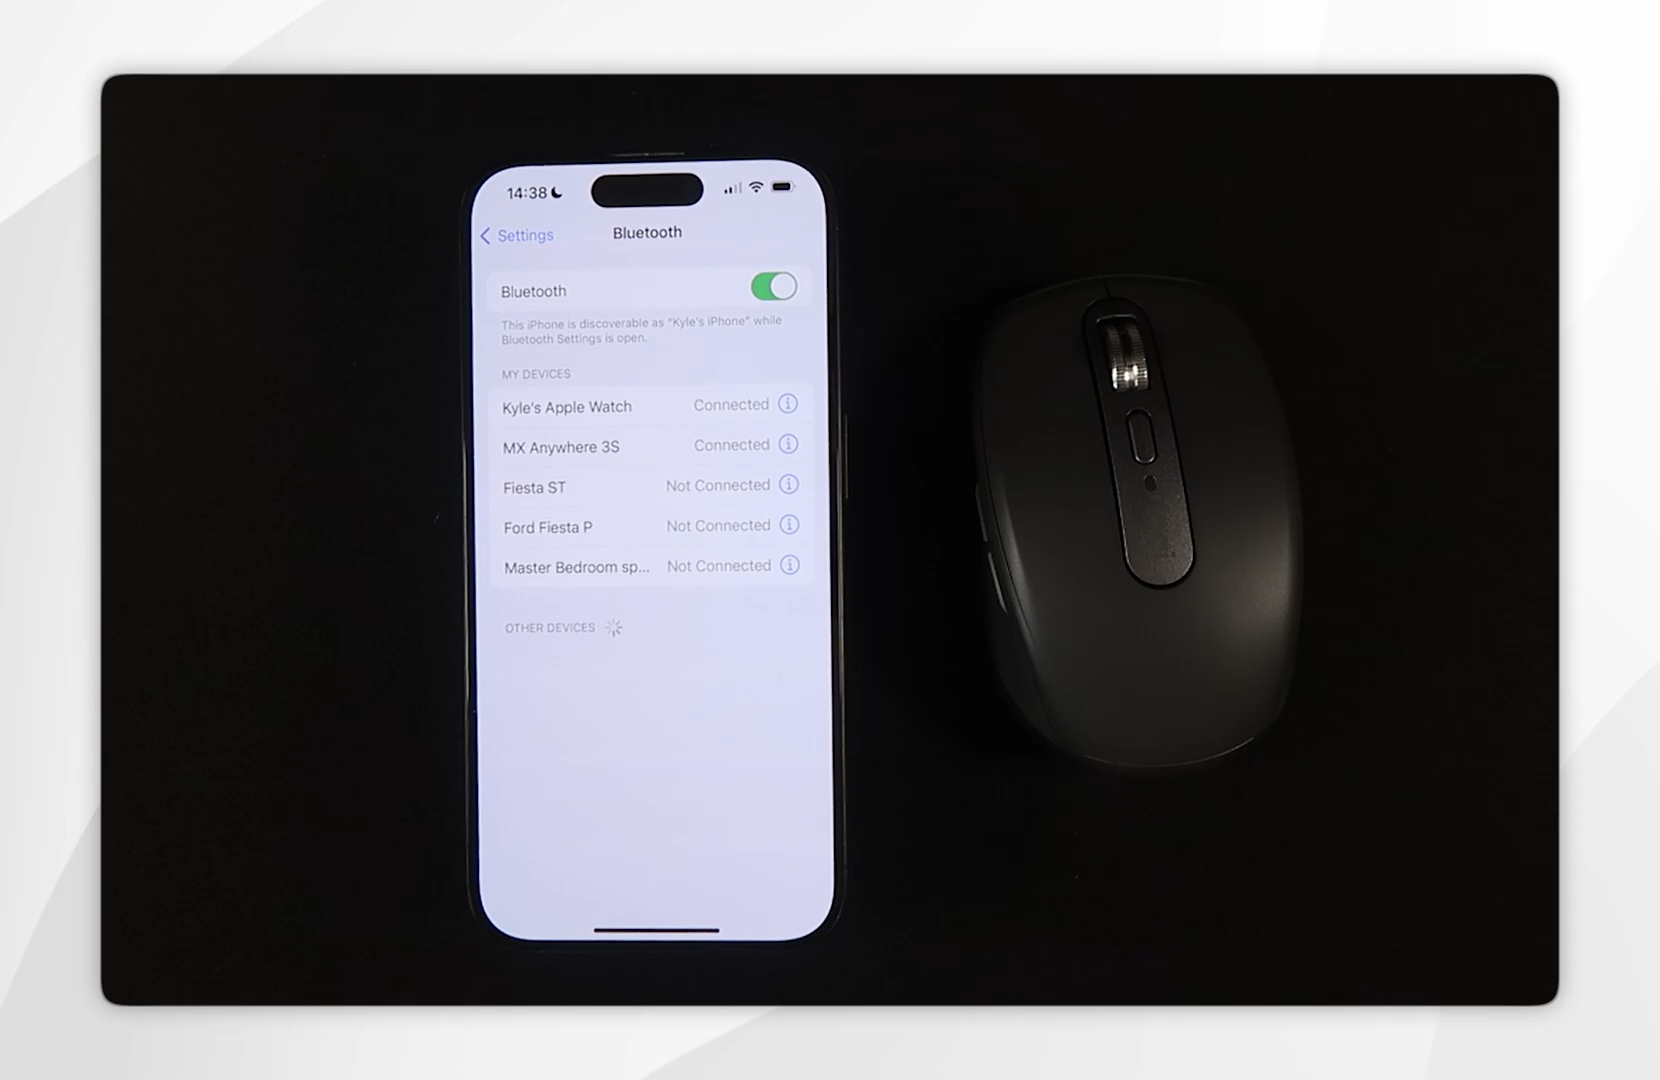 14:38
Settings
Bluetooth
Bluetooth
This iPhone is discoverable as “Kyle's iPhone” while
Bluetooth Settings is open.
MY DEVICES
Kyle's Apple Watch Connected
MX Anywhere 3S Connected
Fiesta ST Not Connected
Ford Fiesta P Not Connected
Master Bedroom sp... Not Connected
OTHER DEVICES